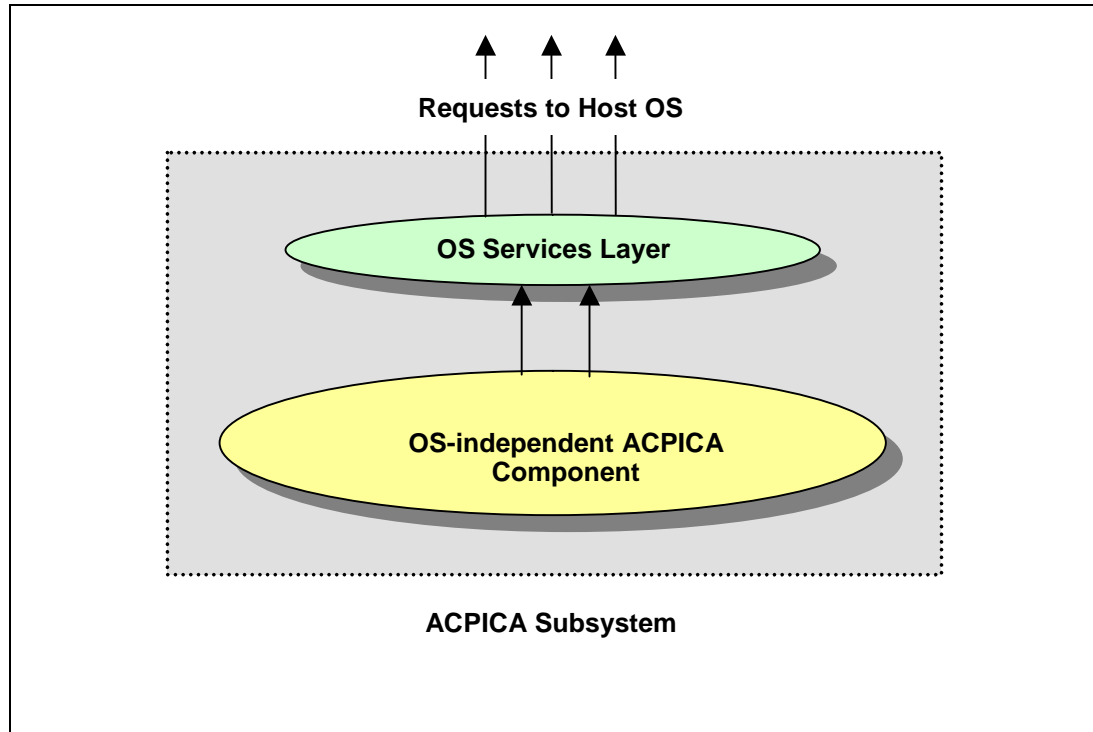 Requests to Host OS
OS Services Layer
OS-independent ACPICA
Component
ACPICA Subsystem